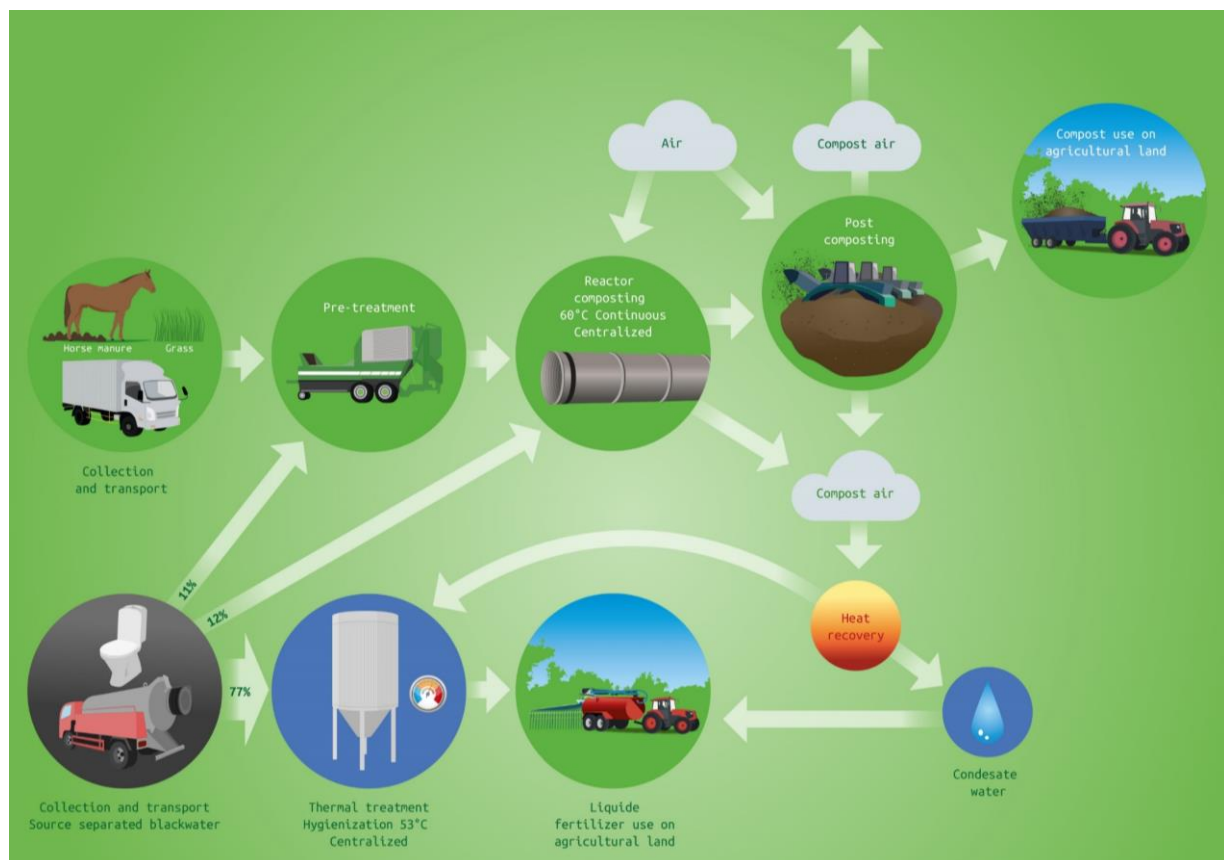 Air
Compost air
Compost use on
agricultural land
Post
composting
Reactor
composting
60°C Continuous
Centralized
Pre-treatment
Horse manure
Grass
Collection
and transport
Compost air
11%
12%
77%
Heat
recovery
Collection and transport
Source separated blackwater
Thermal treatment
Hygienization 53°C
Centralized
Liquide
fertilizer use on
agricultural land
Condesate
water